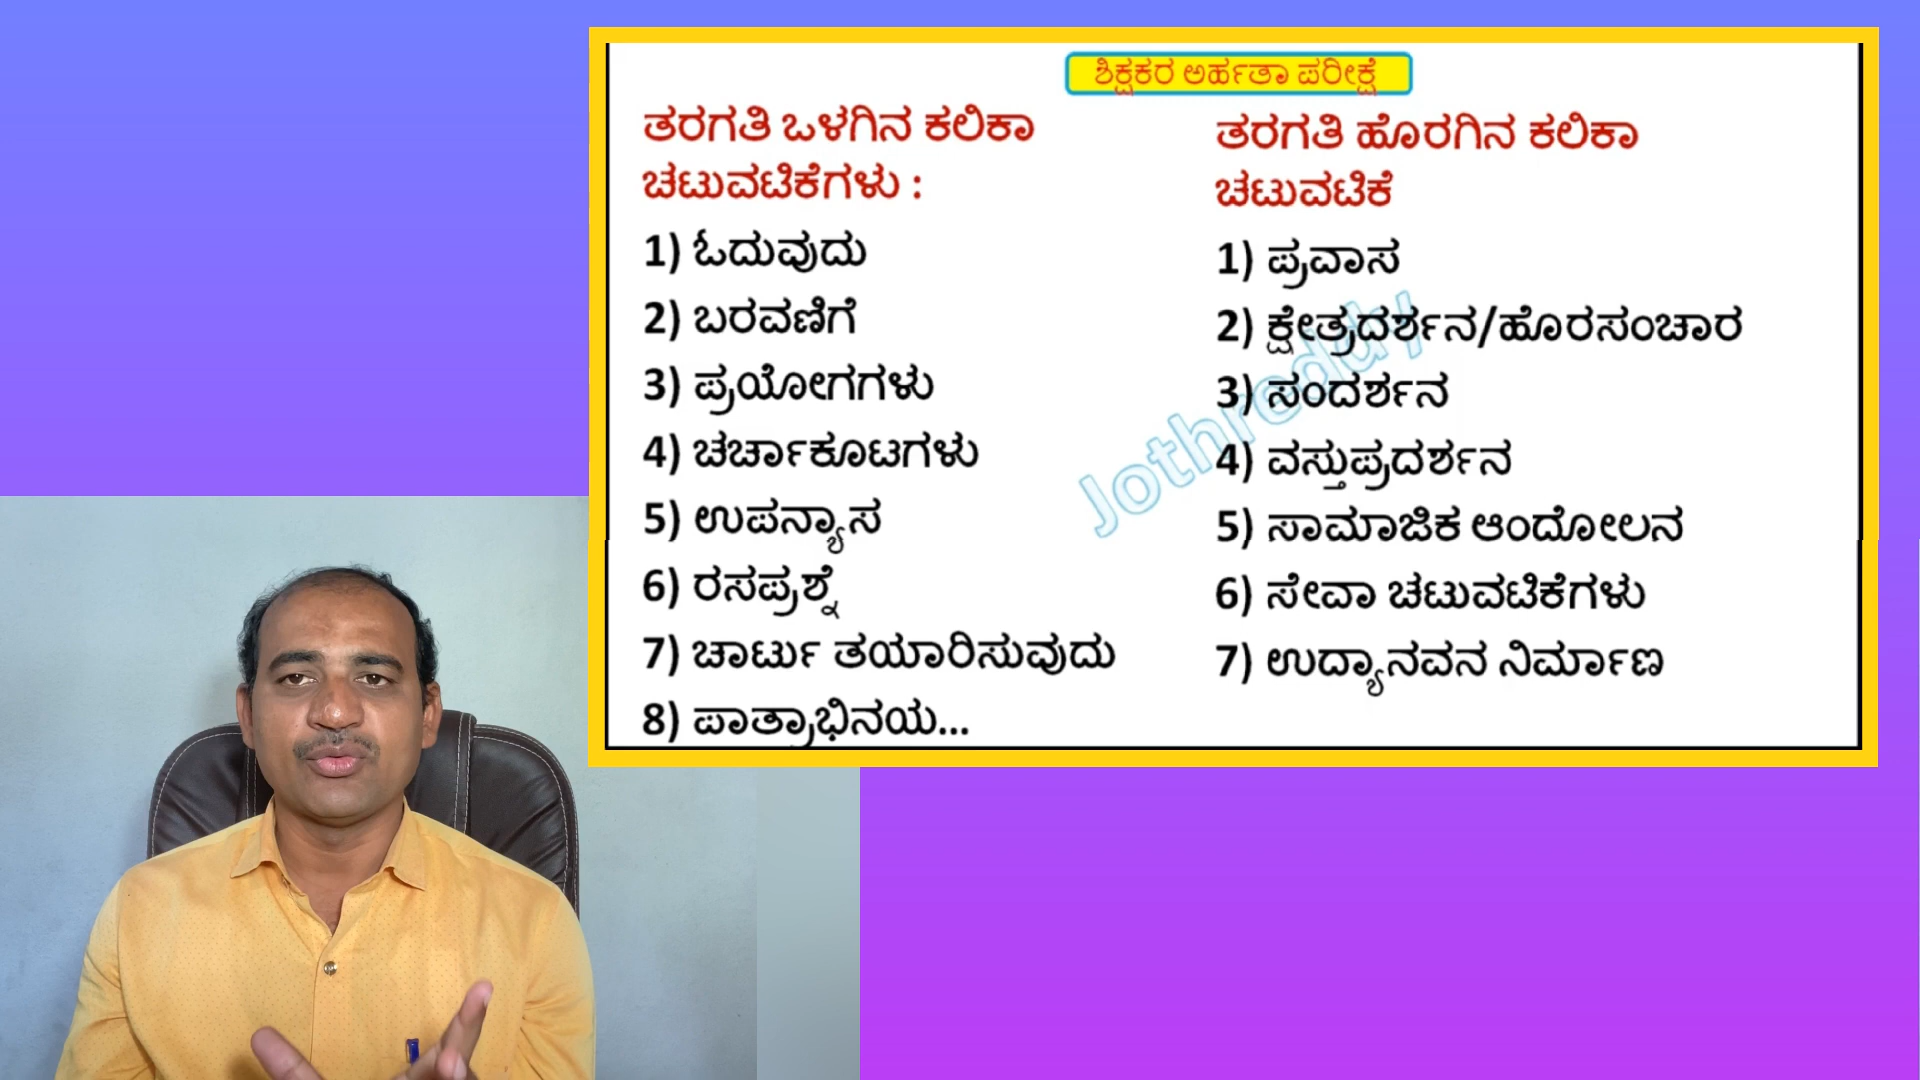 ಶಿಕ್ಷಕರ ಅರ್ಹತಾ ಪರೀಕ್ಷೆ
ತರಗತಿ ಒಳಗಿನ ಕಲಿಕಾ
ಚಟುವಟಿಕೆಗಳು :
1) ಓದುವುದು
2) ಬರವಣಿಗೆ
3) ಪ್ರಯೋಗಗಳು
4) ಚರ್ಚಾಕೂಟಗಳು
5) ಉಪನ್ಯಾಸ
6) ರಸಪ್ರಶ್ನೆ
7) ಚಾರ್ಟು ತಯಾರಿಸುವುದು
8) ಪಾತ್ರಾಭಿನಯ...
ತರಗತಿ ಹೊರಗಿನ ಕಲಿಕಾ
ಚಟುವಟಿಕೆ
1) ಪ್ರವಾಸ
2) ಕ್ಷೇತ್ರದರ್ಶನ/ಹೊರಸಂಚಾರ
3) ಸಂದರ್ಶನ
4) ವಸ್ತುಪ್ರದರ್ಶನ
5) ಸಾಮಾಜಿಕ ಆಂದೋಲನ
6) ಸೇವಾ ಚಟುವಟಿಕೆಗಳು
7) ಉದ್ಯಾನವನ ನಿರ್ಮಾಣ
Jothreddy